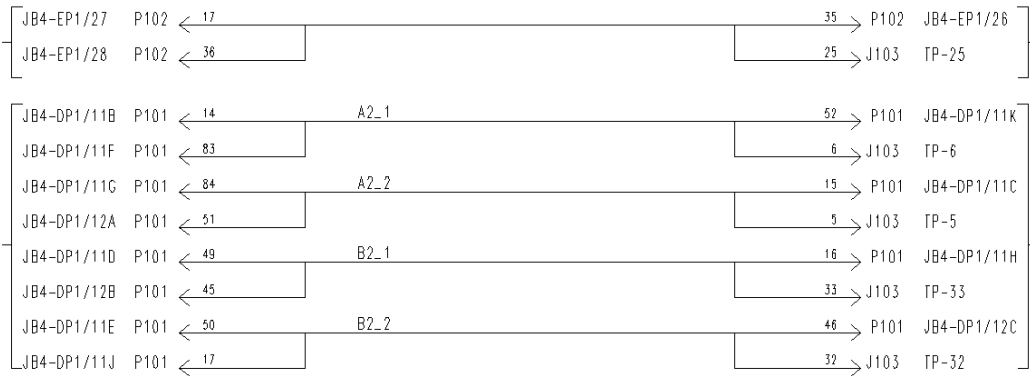 JB4-EP1/27 P102 17 35 P102 JB4-EP1/26
JB4-EP1/28 P102 36 25 J103 TP-25
JB4-DP1/11B P101 14 A2_1 52 P101 JB4-DP1/11K
JB4-DP1/11F P101 83 6 J103 TP-6
JB4-DP1/11G P101 84 A2_2 15 P101 JB4-DP1/11C
JB4-DP1/12A P101 51 5 J103 TP-5
JB4-DP1/11D P101 49 B2_1 16 P101 JB4-DP1/11H
JB4-DP1/12B P101 45 33 J103 TP-33
JB4-DP1/11E P101 50 B2_2 46 P101 JB4-DP1/12C
JB4-DP1/11J P101 17 32 J103 TP-32